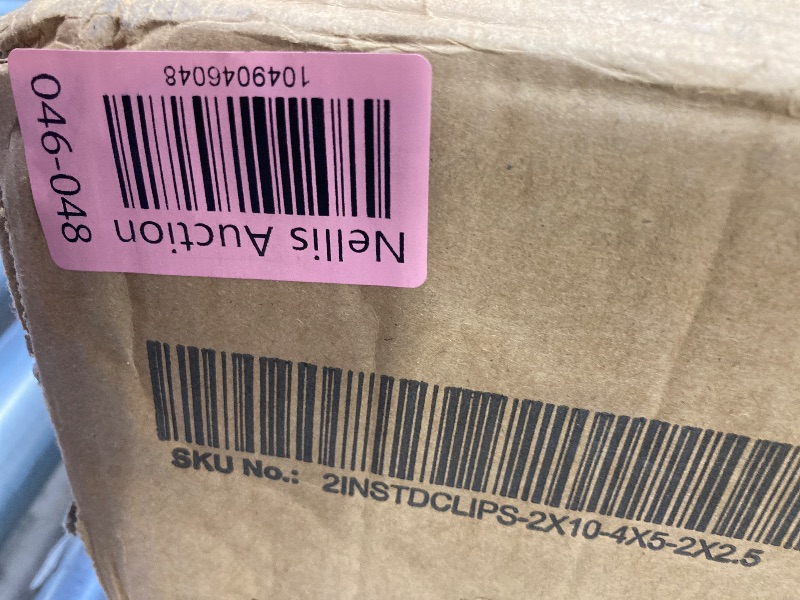 1049046048
046-048
Nellis Auction
SKU No.: 2INSTDCLIPS-2X10-4X5-2X2.5